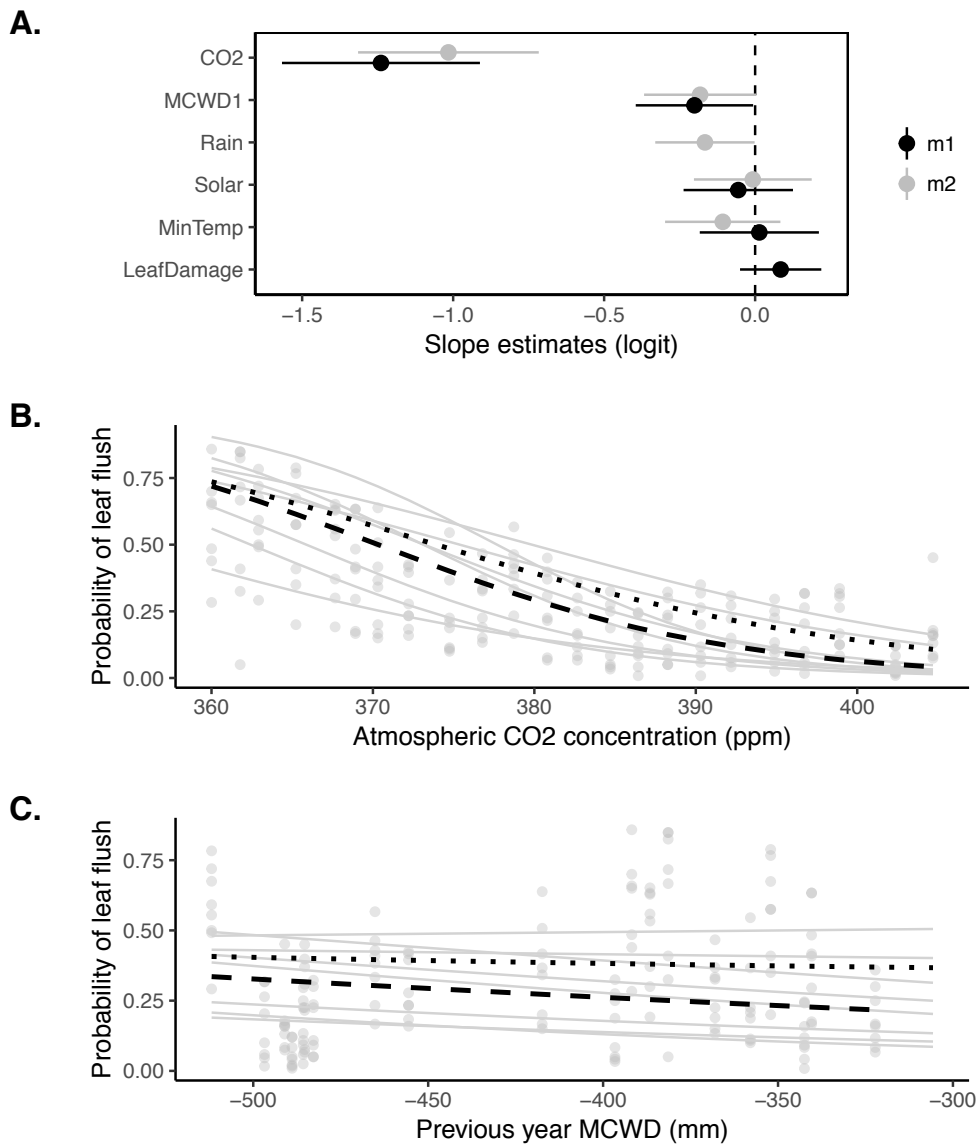 A.
CO2
MCWD1
Rain
Solar
MinTemp
LeafDamage
−1.5 −1.0 −0.5 0.0
Slope estimates (logit)
m1
m2
B.
Probability of leaf flush
0.75
0.50
0.25
0.00
360 370 380 390 400
Atmospheric CO2 concentration (ppm)
C.
Probability of leaf flush
0.75
0.50
0.25
0.00
−500 −450 −400 −350 −300
Previous year MCWD (mm)